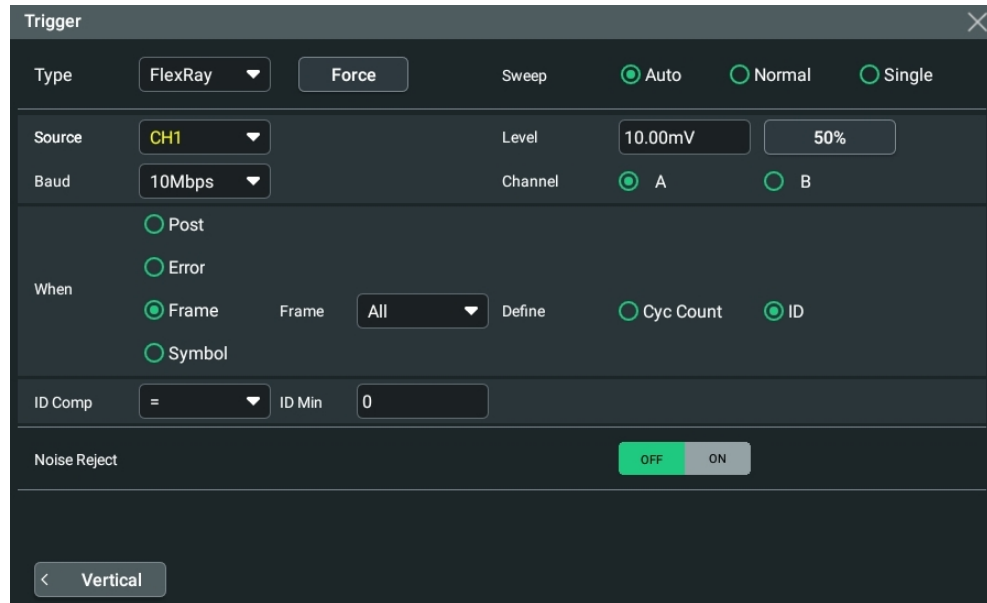 Trigger
Type FlexRay Force Sweep Auto Normal Single
Source CH1 Level 10.00mV 50%
Baud 10Mbps Channel A B
Post
Error
When
Frame Frame All Define Cyc Count ID
Symbol
ID Comp = ID Min 0
Noise Reject OFF ON
< Vertical